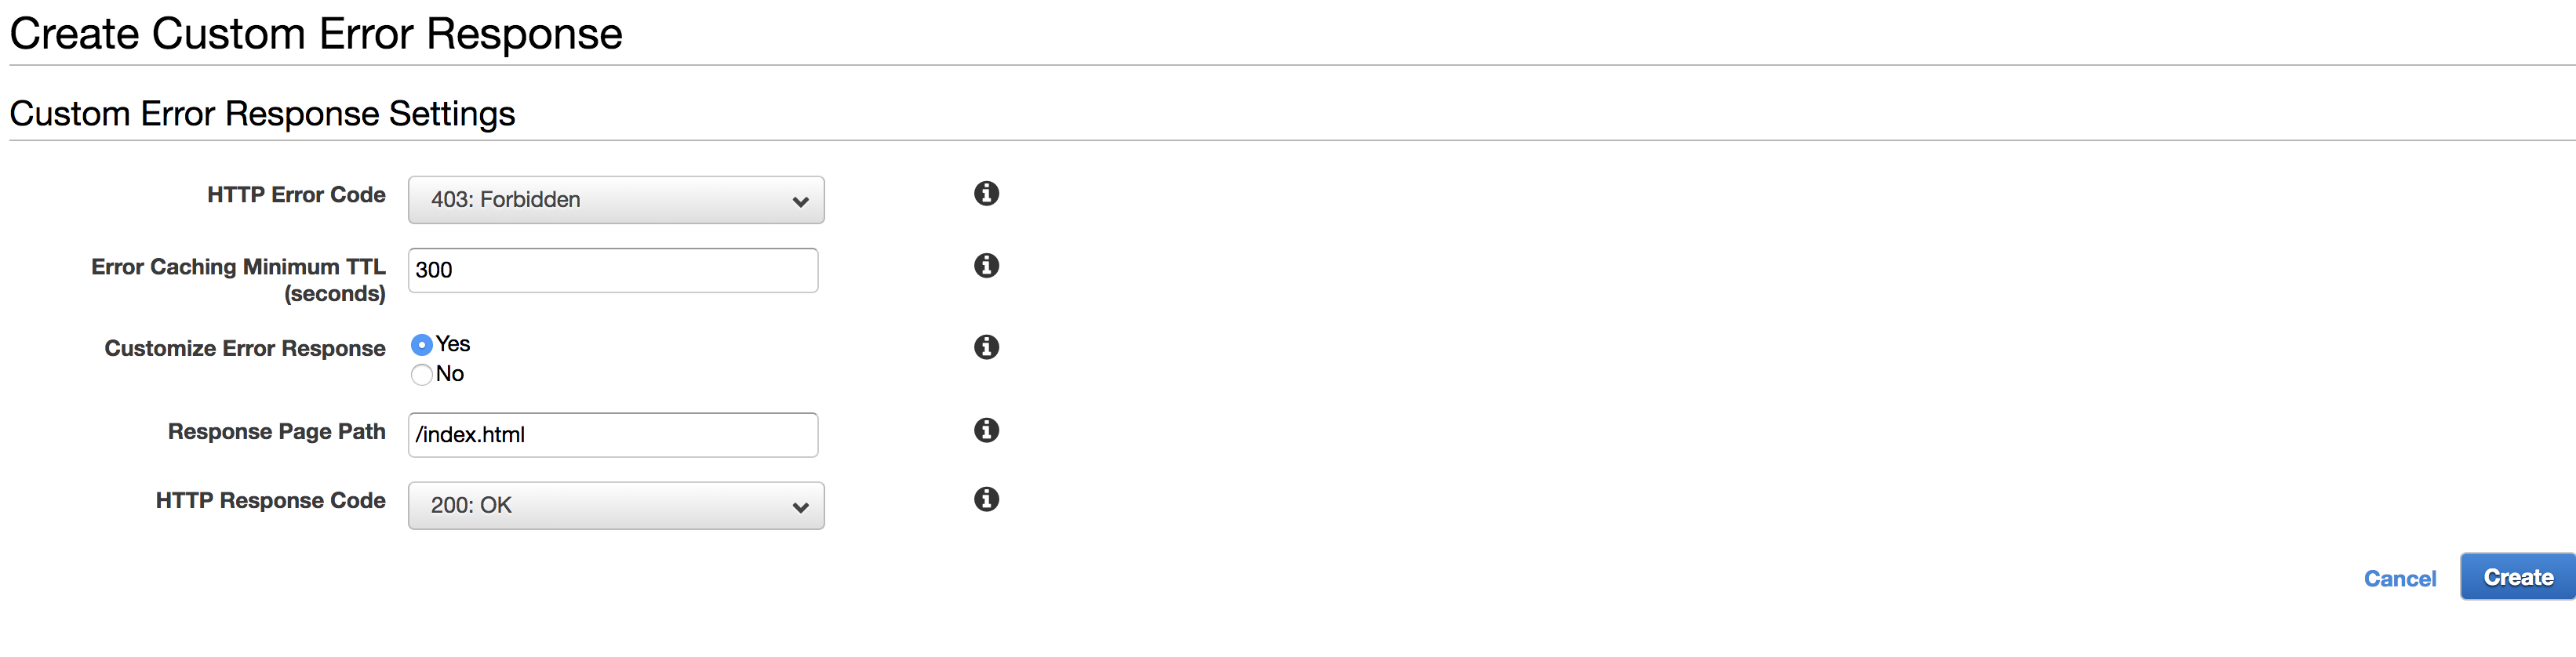 Create Custom Error Response
Custom Error Response Settings
HTTP Error Code
403: Forbidden
Error Caching Minimum TTL
(seconds)
300
Customize Error Response
Yes
No
Response Page Path
/index.html
HTTP Response Code
200: OK
Cancel
Create